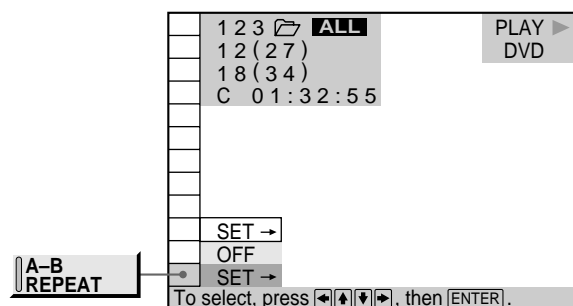 1 2 3 ALL
1 2 ( 2 7 )
1 8 ( 3 4 )
C 0 1 : 3 2 : 5 5
PLAY
DVD
SET →
OFF
SET →
A–B
REPEAT
To select, press ←↑↓→, then ENTER.